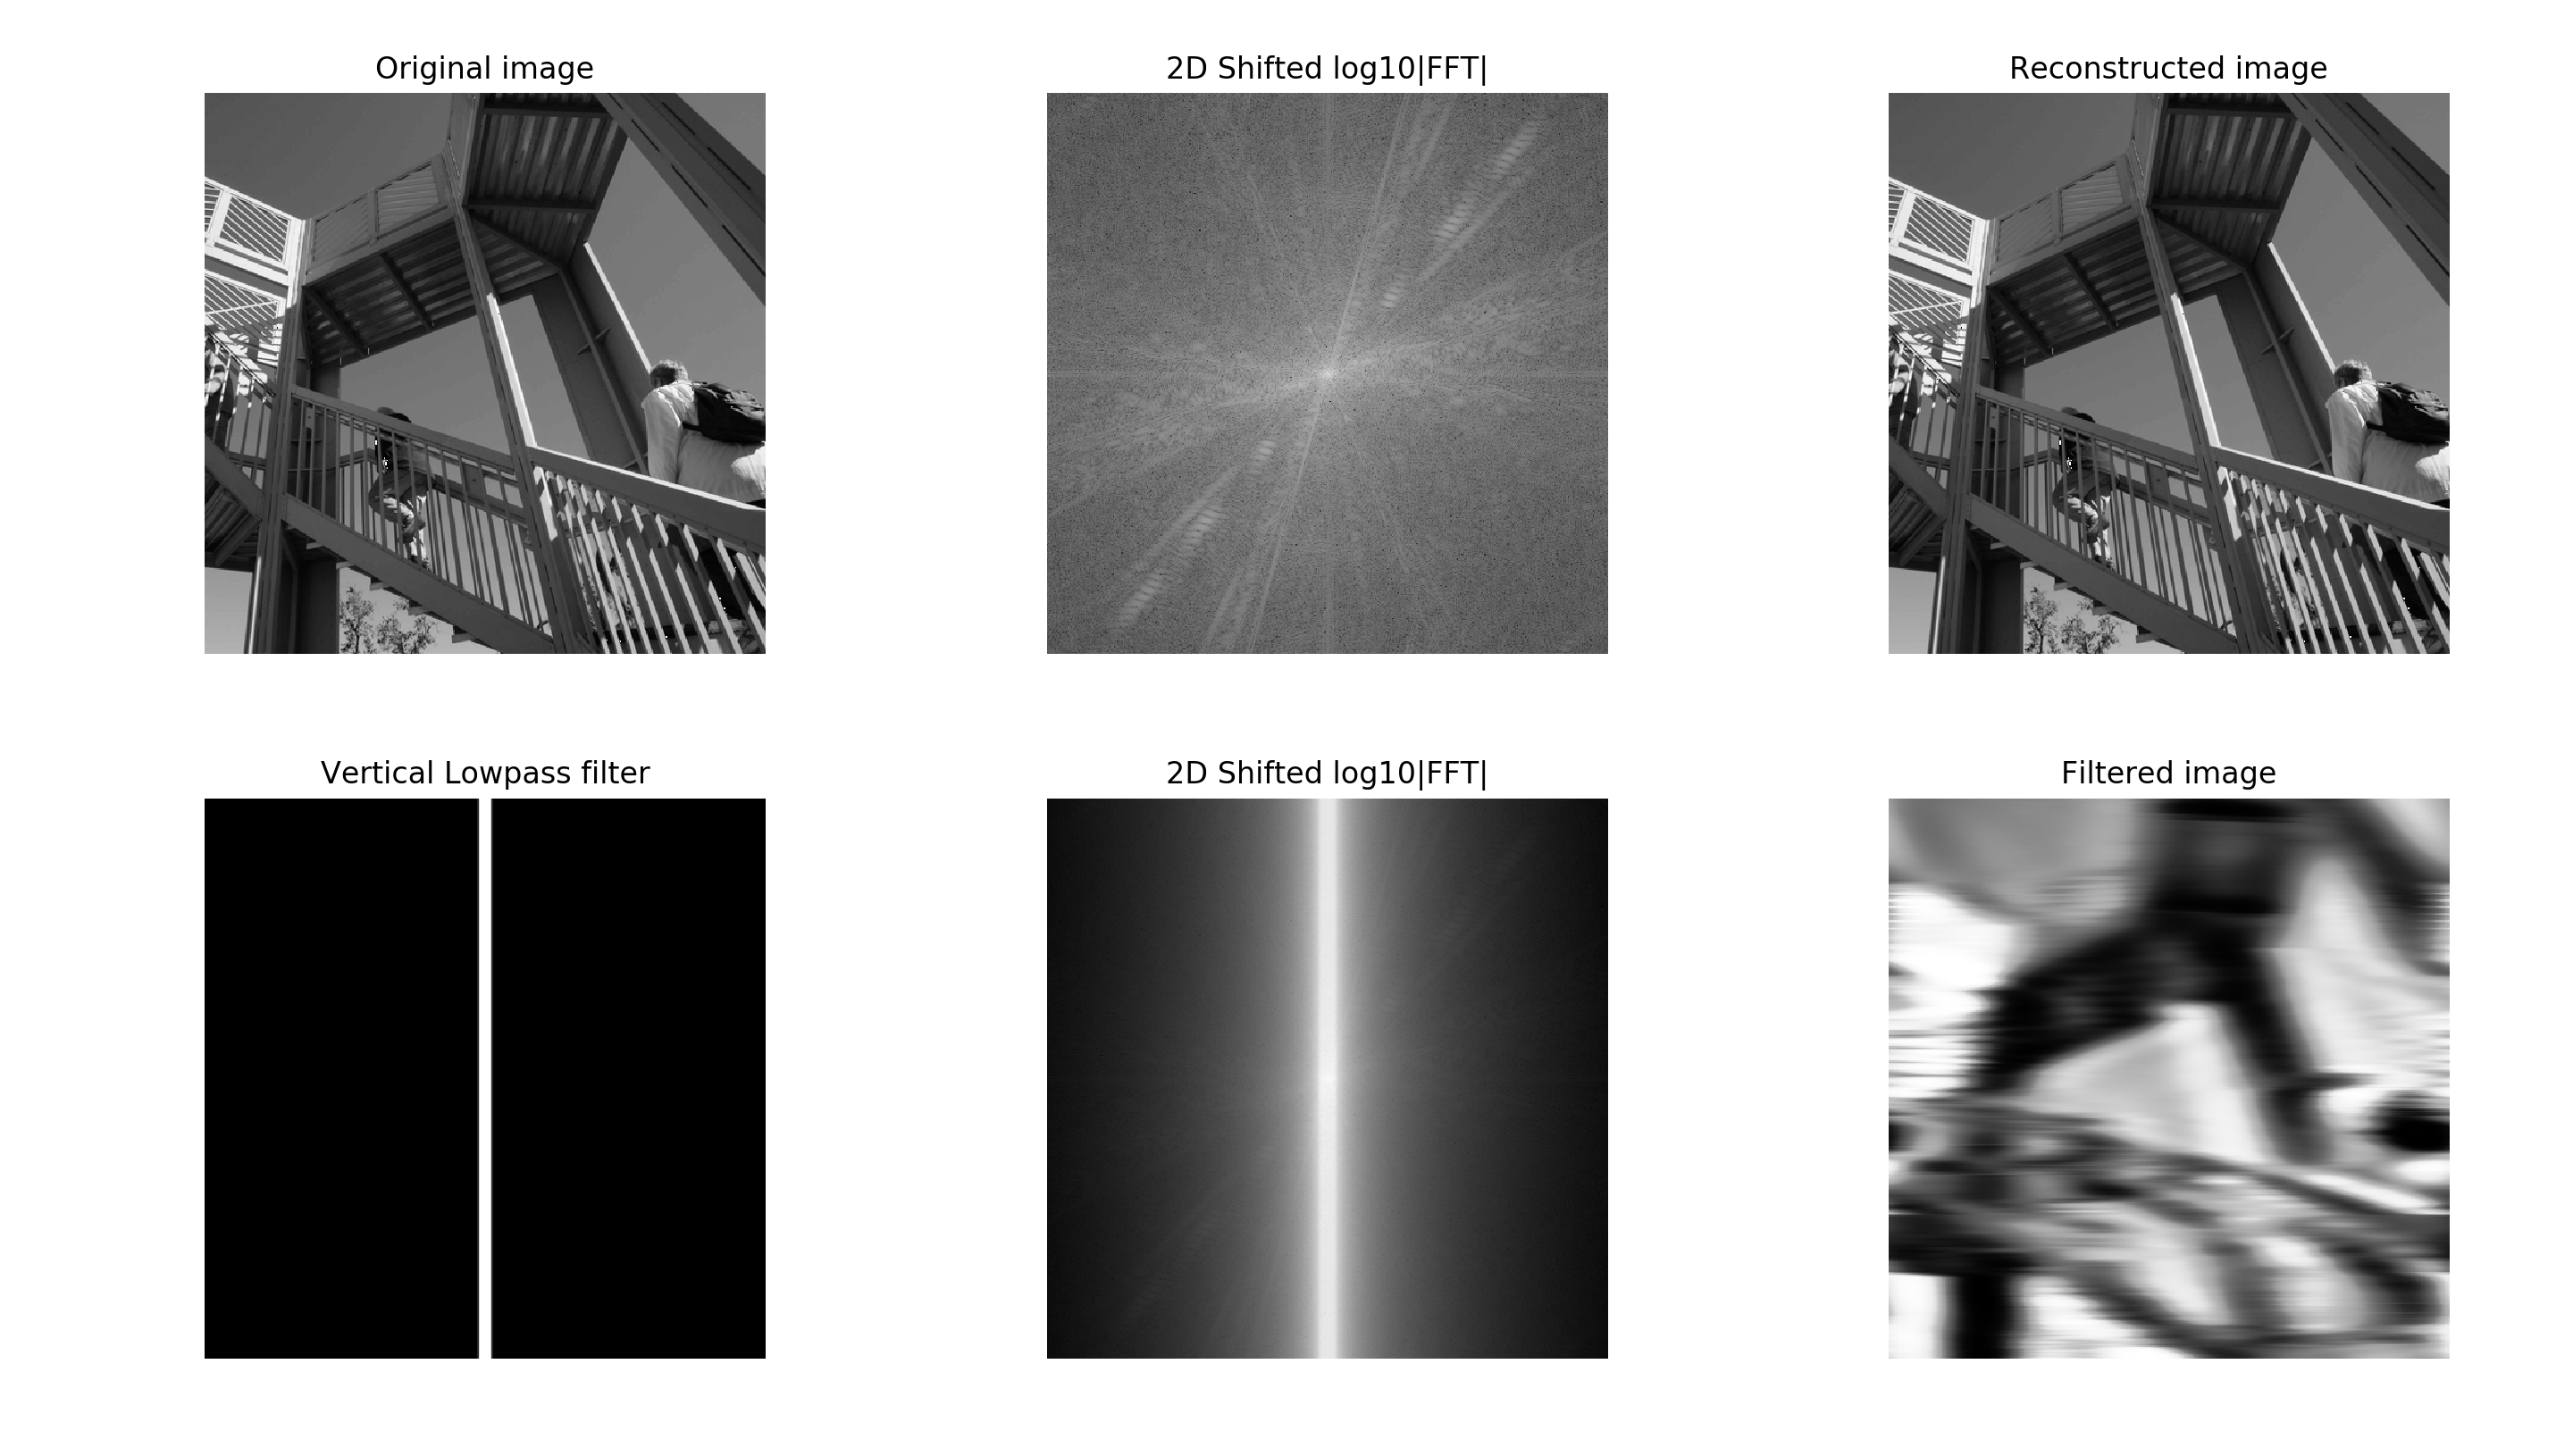 Original image
2D Shifted log10|FFT|
Reconstructed image
Vertical Lowpass filter
2D Shifted log10|FFT|
Filtered image